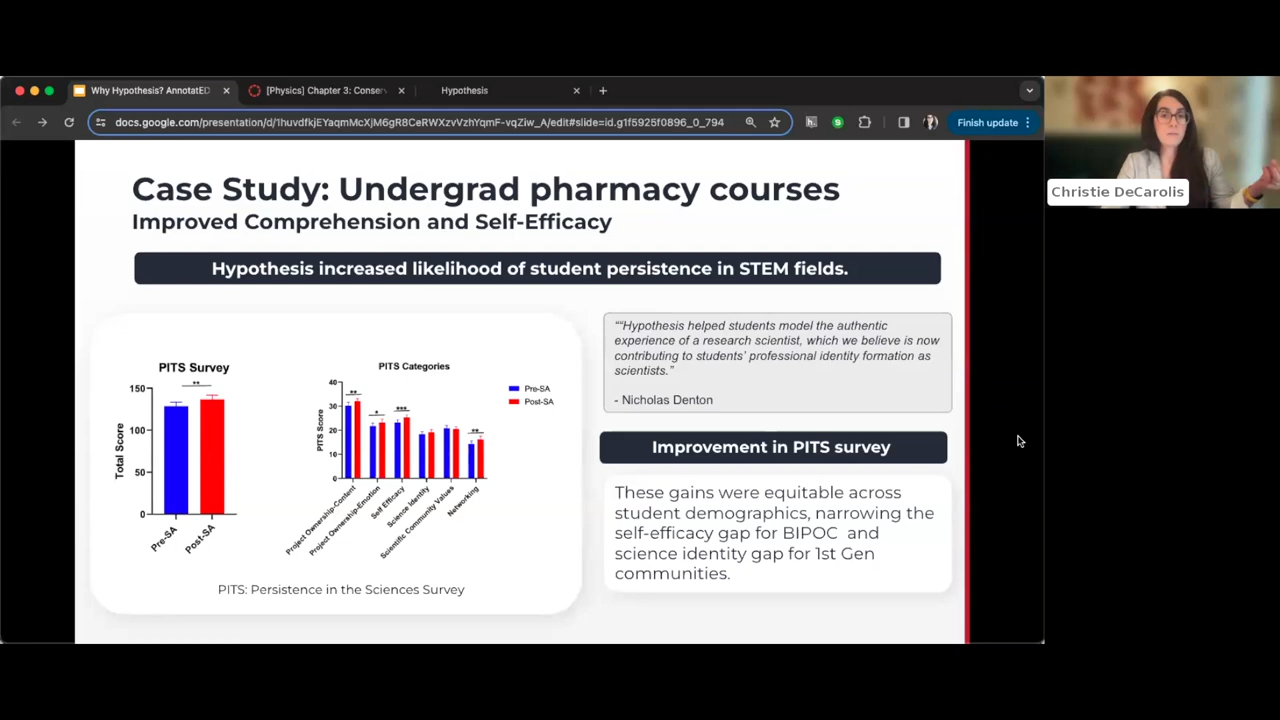 Why Hypothesis? AnnotatED
[Physics] Chapter 3: Conserv
Hypothesis
docs.google.com/presentation/d/1huvdfkjEYaqmMcXjM6gR8CeRWXzvVzhYqmF-vqZiw_A/edit#slide=id.g1f5925f0896_0_794
Finish update
Christie DeCarolis
Case Study: Undergrad pharmacy courses
Improved Comprehension and Self-Efficacy
Hypothesis increased likelihood of student persistence in STEM fields.
PITS Survey
**
150
100
50
0
Total Score
Pre-SA
Post-SA
PITS Categories
40
30
20
10
0
PITS Score
**
*
***
**
Pre-SA
Post-SA
Project Ownership-Content
Project Ownership-Emotion
Self Efficacy
Science Identity
Scientific Community Values
Networking
PITS: Persistence in the Sciences Survey
““Hypothesis helped students model the authentic
experience of a research scientist, which we believe is now
contributing to students’ professional identity formation as
scientists.”
- Nicholas Denton
Improvement in PITS survey
These gains were equitable across
student demographics, narrowing the
self-efficacy gap for BIPOC and
science identity gap for 1st Gen
communities.